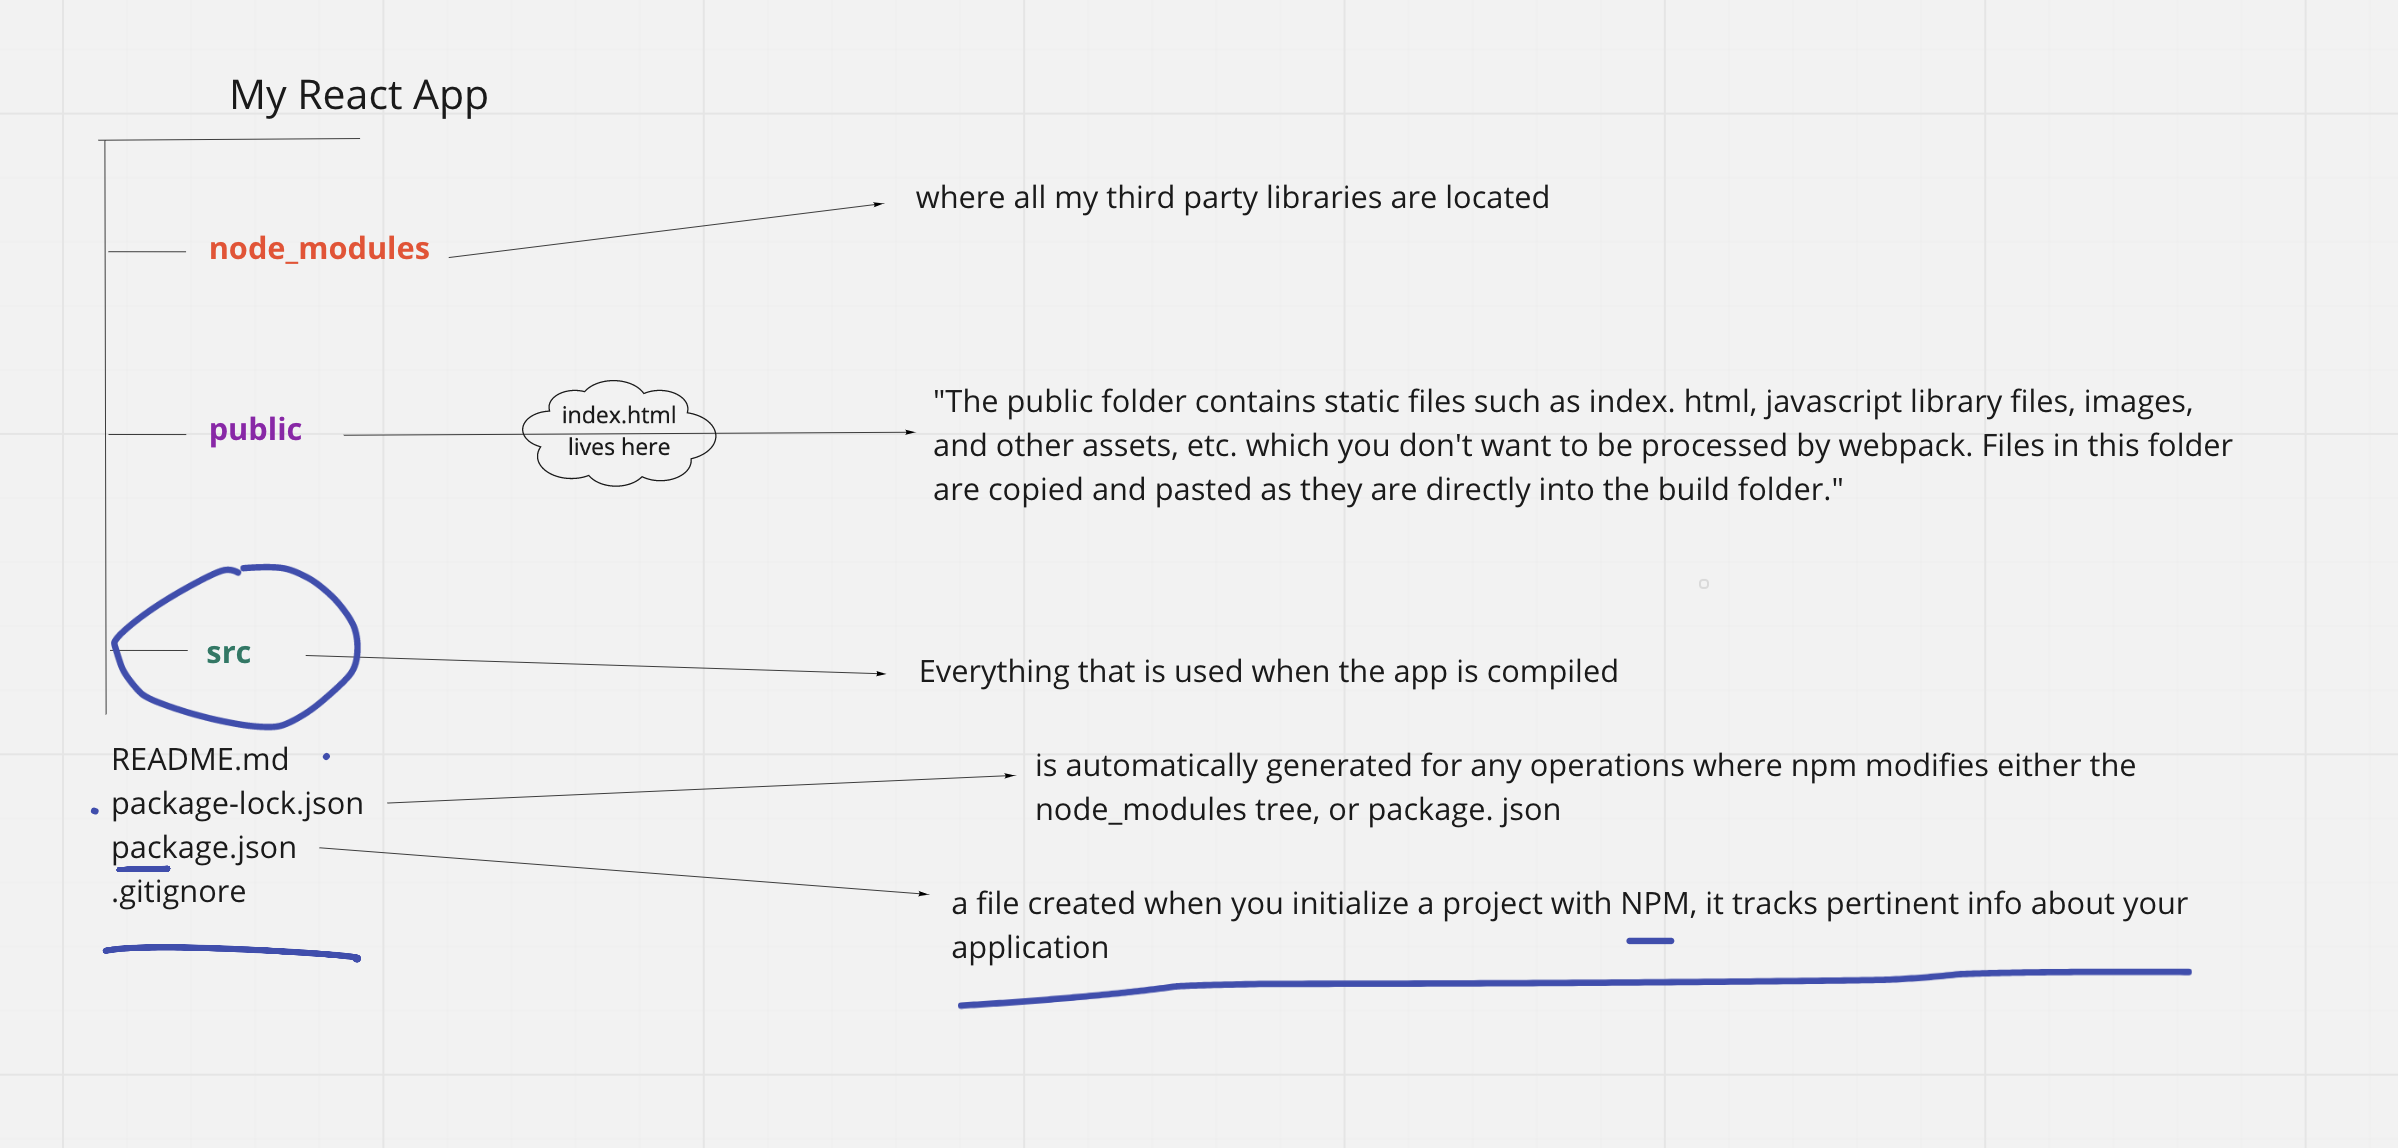 My React App
node_modules
where all my third party libraries are located
public
index.html
lives here
"The public folder contains static files such as index. html, javascript library files, images,
and other assets, etc. which you don't want to be processed by webpack. Files in this folder
are copied and pasted as they are directly into the build folder."
src
Everything that is used when the app is compiled
README.md
package-lock.json
package.json
.gitignore
is automatically generated for any operations where npm modifies either the
node_modules tree, or package. json
a file created when you initialize a project with NPM, it tracks pertinent info about your
application